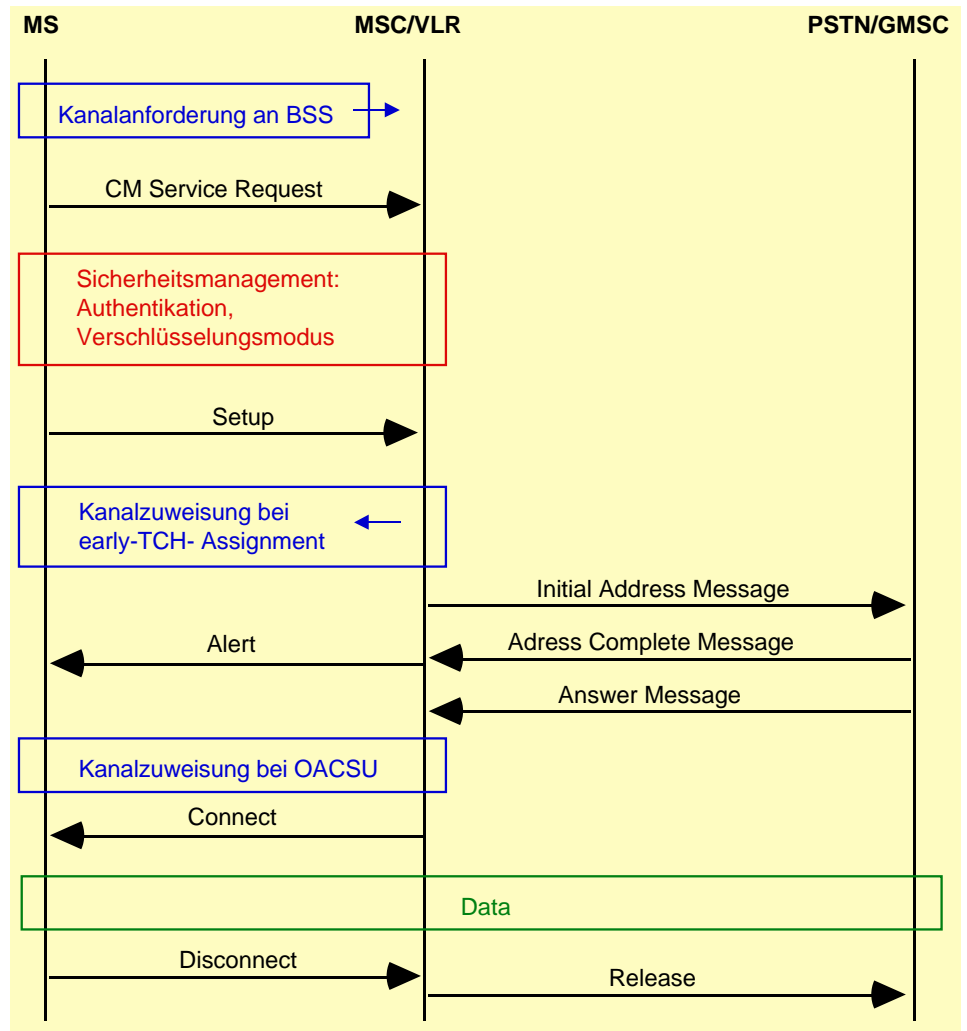 MS MSC/VLR PSTN/GMSC
Kanalanforderung an BSS
CM Service Request
Sicherheitsmanagement:
Authentikation,
Verschlüsselungsmodus
Setup
Kanalzuweisung bei
early-TCH- Assignment
Initial Address Message
Alert
Adress Complete Message
Answer Message
Kanalzuweisung bei OACSU
Connect
Data
Disconnect
Release